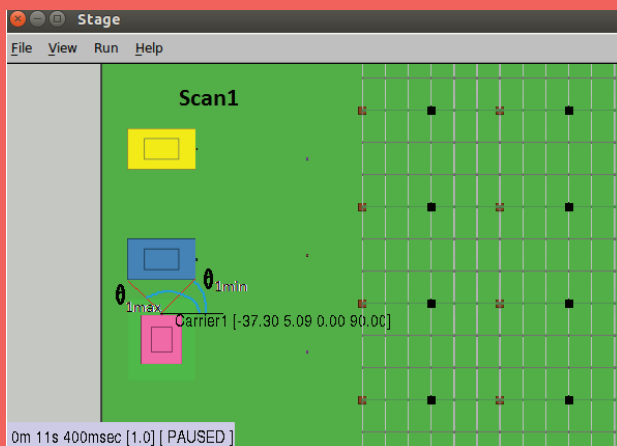 Stage
File View Run Help
Scan1
θ1min
θ1max
Carrier1 [-37.30 5.09 0.00 90.00]
0m 11s 400msec [1.0] [ PAUSED ]